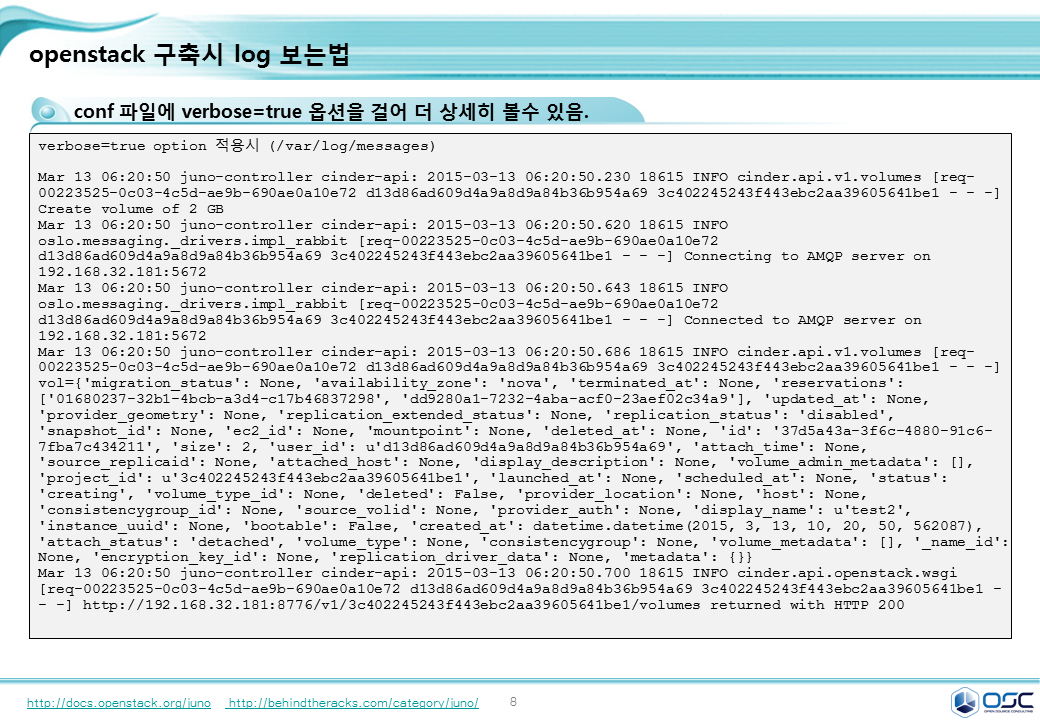 openstack 구축시 log 보는법
conf 파일에 verbose=true 옵션을 걸어 더 상세히 볼수 있음.
verbose=true option 적용시 (/var/log/messages)
Mar 13 06:20:50 juno-controller cinder-api: 2015-03-13 06:20:50.230 18615 INFO cinder.api.v1.volumes [req-
00223525-0c03-4c5d-ae9b-690ae0a10e72 d13d86ad609d4a9a8d9a84b36b954a69 3c402245243f443ebc2aa39605641be1 - - -]
Create volume of 2 GB
Mar 13 06:20:50 juno-controller cinder-api: 2015-03-13 06:20:50.620 18615 INFO
oslo.messaging._drivers.impl_rabbit [req-00223525-0c03-4c5d-ae9b-690ae0a10e72
d13d86ad609d4a9a8d9a84b36b954a69 3c402245243f443ebc2aa39605641be1 - - -] Connecting to AMQP server on
192.168.32.181:5672
Mar 13 06:20:50 juno-controller cinder-api: 2015-03-13 06:20:50.643 18615 INFO
oslo.messaging._drivers.impl_rabbit [req-00223525-0c03-4c5d-ae9b-690ae0a10e72
d13d86ad609d4a9a8d9a84b36b954a69 3c402245243f443ebc2aa39605641be1 - - -] Connected to AMQP server on
192.168.32.181:5672
Mar 13 06:20:50 juno-controller cinder-api: 2015-03-13 06:20:50.686 18615 INFO cinder.api.v1.volumes [req-
00223525-0c03-4c5d-ae9b-690ae0a10e72 d13d86ad609d4a9a8d9a84b36b954a69 3c402245243f443ebc2aa39605641be1 - - -]
vol={'migration_status': None, 'availability_zone': 'nova', 'terminated_at': None, 'reservations':
['01680237-32b1-4bcb-a3d4-c17b46837298', 'dd9280a1-7232-4aba-acf0-23aef02c34a9'], 'updated_at': None,
'provider_geometry': None, 'replication_extended_status': None, 'replication_status': 'disabled',
'snapshot_id': None, 'ec2_id': None, 'mountpoint': None, 'deleted_at': None, 'id': '37d5a43a-3f6c-4880-91c6-
7fba7c434211', 'size': 2, 'user_id': u'd13d86ad609d4a9a8d9a84b36b954a69', 'attach_time': None,
'source_replicaid': None, 'attached_host': None, 'display_description': None, 'volume_admin_metadata': [],
'project_id': u'3c402245243f443ebc2aa39605641be1', 'launched_at': None, 'scheduled_at': None, 'status':
'creating', 'volume_type_id': None, 'deleted': False, 'provider_location': None, 'host': None,
'consistencygroup_id': None, 'source_volid': None, 'provider_auth': None, 'display_name': u'test2',
'instance_uuid': None, 'bootable': False, 'created_at': datetime.datetime(2015, 3, 13, 10, 20, 50, 562087),
'attach_status': 'detached', 'volume_type': None, 'consistencygroup': None, 'volume_metadata': [], '_name_id':
None, 'encryption_key_id': None, 'replication_driver_data': None, 'metadata': {}}
Mar 13 06:20:50 juno-controller cinder-api: 2015-03-13 06:20:50.700 18615 INFO cinder.api.openstack.wsgi
[req-00223525-0c03-4c5d-ae9b-690ae0a10e72 d13d86ad609d4a9a8d9a84b36b954a69 3c402245243f443ebc2aa39605641be1 -
- -] http://192.168.32.181:8776/v1/3c402245243f443ebc2aa39605641be1/volumes returned with HTTP 200
http://docs.openstack.org/juno http://behindtheracks.com/category/juno/ 8
OSC
OPEN SOURCE CONSULTING